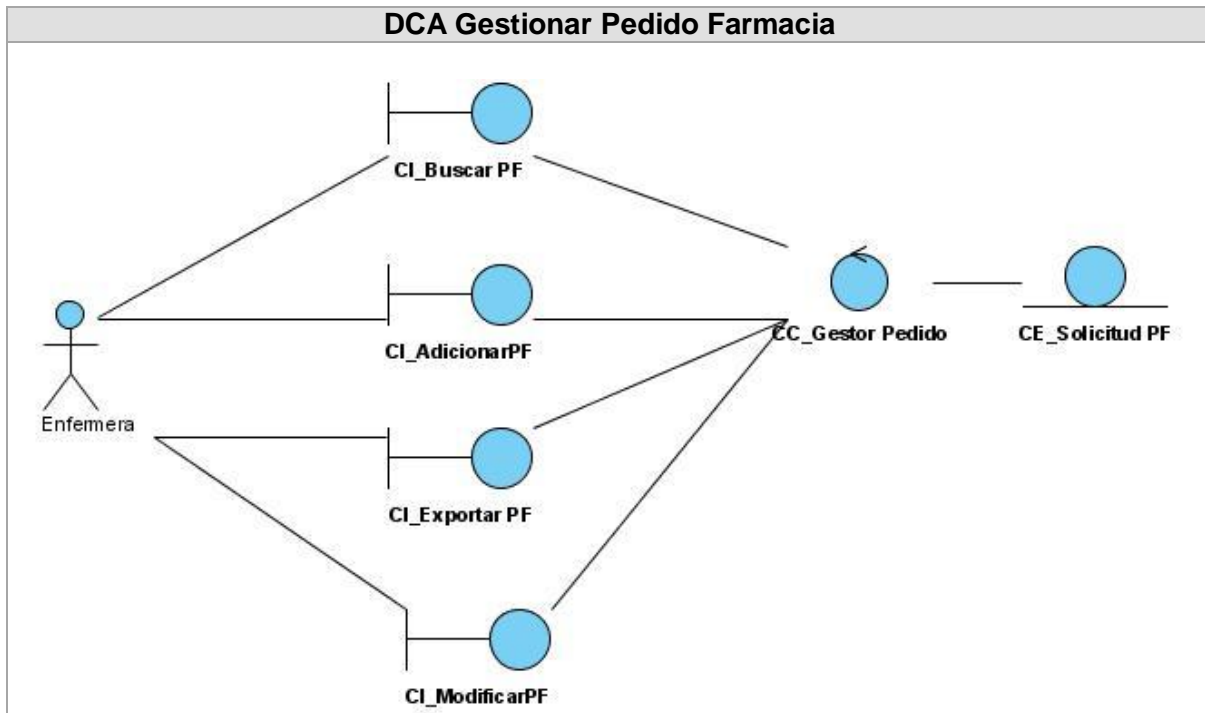 DCA Gestionar Pedido Farmacia
CI_Buscar PF
CI_AdicionarPF
CC_Gestor Pedido
CE_Solicitud PF
Enfermera
CI_Exportar PF
CI_ModificarPF